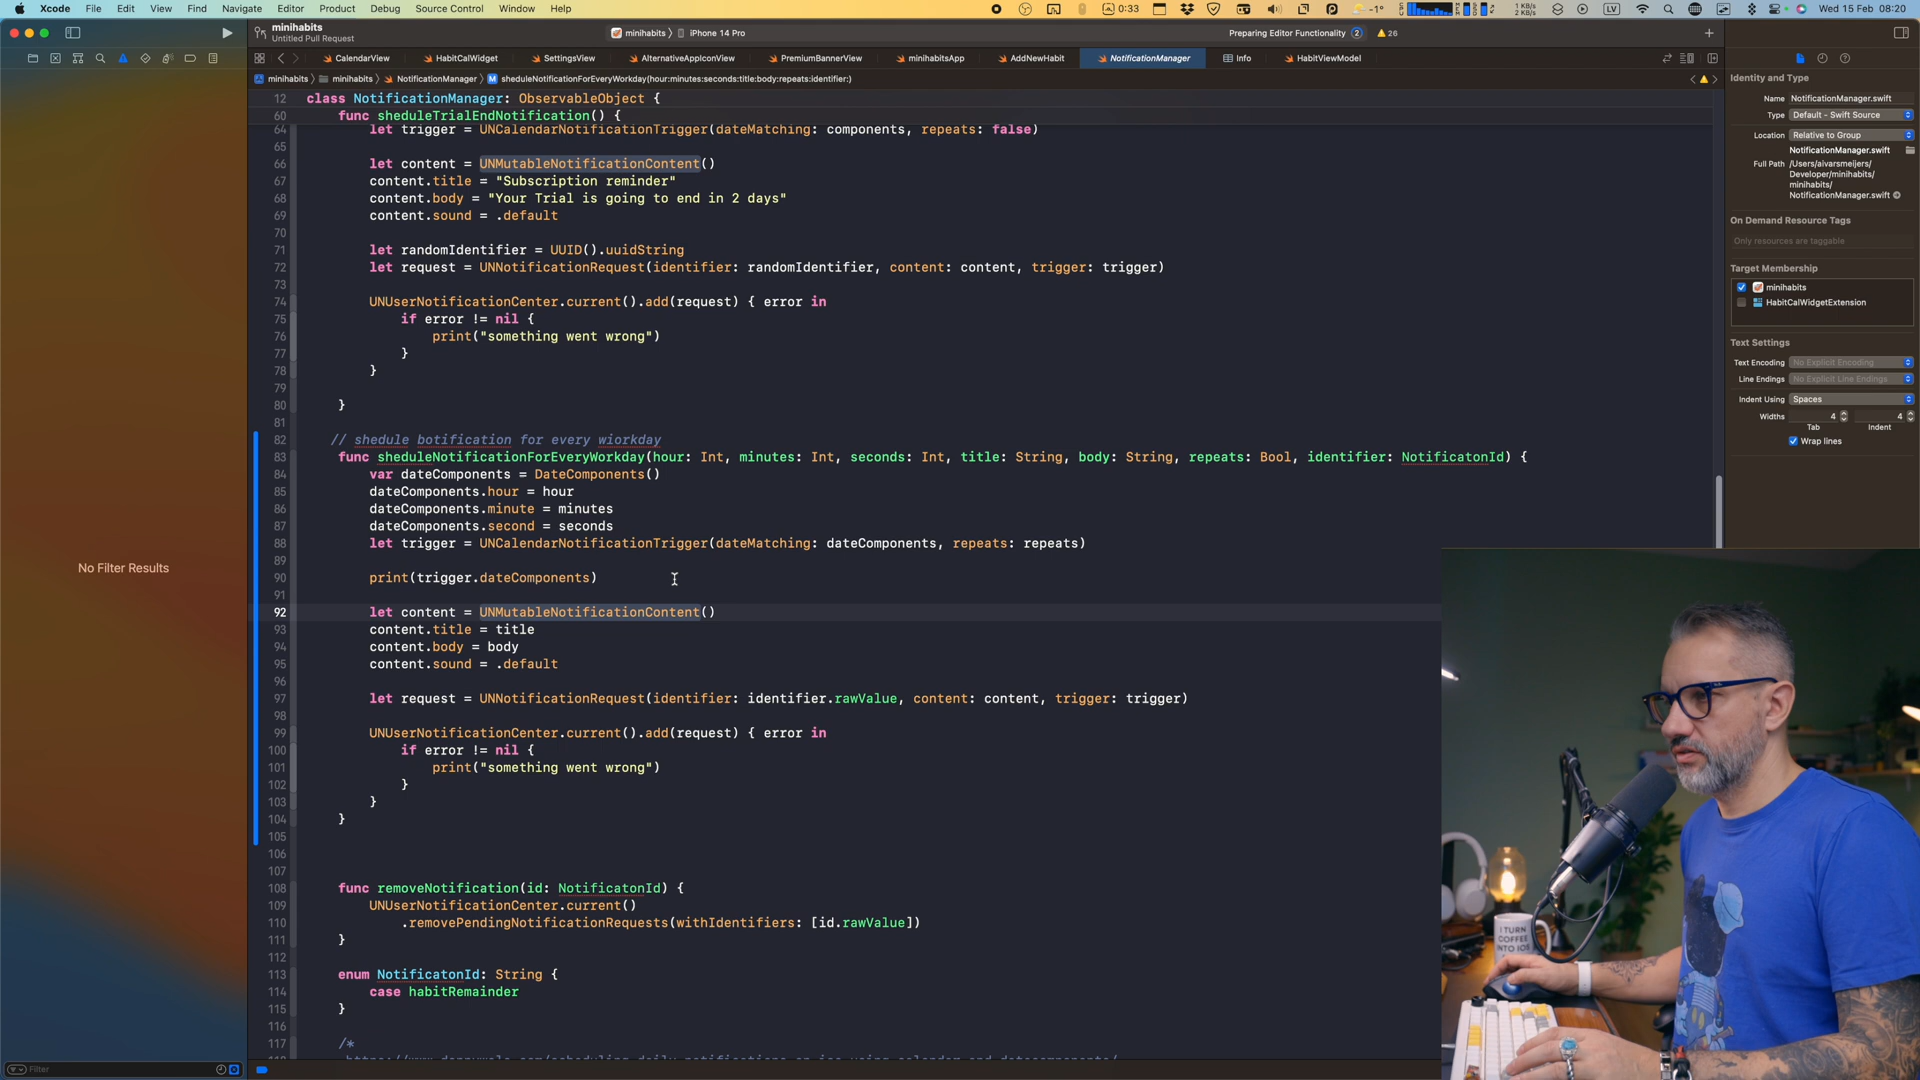 Xcode File Edit View Find Navigate Editor Product Debug Source Control Window Help 0:33 -1° 1 KB/s 2 KB/s LV Wed 15 Feb 08:20
minihabits
Untitled Pull Request
minihabits 〉 iPhone 14 Pro
Preparing Editor Functionality 2 26
CalendarView HabitCalWidget SettingsView AlternativeAppIconView PremiumBannerView minihabitsApp AddNewHabit NotificationManager Info HabitViewModel
minihabits 〉 minihabits 〉 NotificationManager 〉 M sheduleNotificationForEveryWorkday(hour:minutes:seconds:title:body:repeats:identifier:)
12 class NotificationManager: ObservableObject {
60 func sheduleTrialEndNotification() {
64 let trigger = UNCalendarNotificationTrigger(dateMatching: components, repeats: false)
65
66 let content = UNMutableNotificationContent()
67 content.title = "Subscription reminder"
68 content.body = "Your Trial is going to end in 2 days"
69 content.sound = .default
70
71 let randomIdentifier = UUID().uuidString
72 let request = UNNotificationRequest(identifier: randomIdentifier, content: content, trigger: trigger)
73
74 UNUserNotificationCenter.current().add(request) { error in
75 if error != nil {
76 print("something went wrong")
77 }
78 }
79
80 }
81
82 // shedule botification for every wiorkday
83 func sheduleNotificationForEveryWorkday(hour: Int, minutes: Int, seconds: Int, title: String, body: String, repeats: Bool, identifier: NotificatonId) {
84 var dateComponents = DateComponents()
85 dateComponents.hour = hour
86 dateComponents.minute = minutes
87 dateComponents.second = seconds
88 let trigger = UNCalendarNotificationTrigger(dateMatching: dateComponents, repeats: repeats)
89
90 print(trigger.dateComponents)
91
92 let content = UNMutableNotificationContent()
93 content.title = title
94 content.body = body
95 content.sound = .default
96
97 let request = UNNotificationRequest(identifier: identifier.rawValue, content: content, trigger: trigger)
98
99 UNUserNotificationCenter.current().add(request) { error in
100 if error != nil {
101 print("something went wrong")
102 }
103 }
104 }
105
106
107
108 func removeNotification(id: NotificatonId) {
109 UNUserNotificationCenter.current()
110 .removePendingNotificationRequests(withIdentifiers: [id.rawValue])
111 }
112
113 enum NotificatonId: String {
114 case habitRemainder
115 }
116
117 /*
No Filter Results
Filter
Identity and Type
Name NotificationManager.swift
Type Default - Swift Source
Location Relative to Group
NotificationManager.swift
Full Path /Users/aivarsmeijers/
Developer/minihabits/
minihabits/
NotificationManager.swift
On Demand Resource Tags
Only resources are taggable
Target Membership
minihabits
HabitCalWidgetExtension
Text Settings
Text Encoding No Explicit Encoding
Line Endings No Explicit Line Endings
Indent Using Spaces
Widths 4 4
Tab Indent
Wrap lines
I TURN
COFFEE
INTO iOS